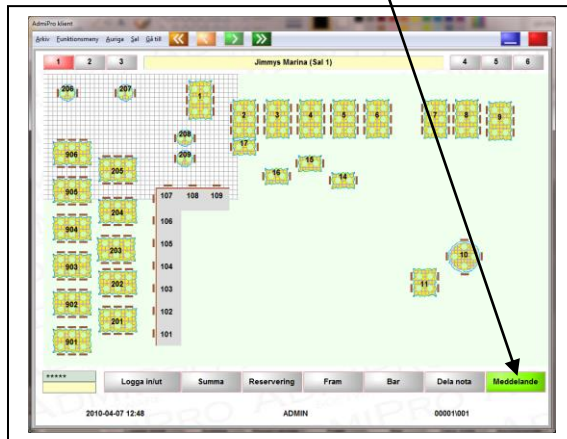 AdmiPro klient
Arkiv Funktionsmeny Auriga Sal Gå till
1 2 3 Jimmys Marina (Sal 1) 4 5 6
206 207 1
2 3 4 5 6 7 8 9
208
17
209
906 205 15
16 14
905 107 108 109
204 106
904 105
203 10
903 104
202 103 11
902 102
201
901 101
*****
Logga in/ut Summa Reservering Fram Bar Dela nota Meddelande
2010-04-07 12:48 ADMIN 00001\001